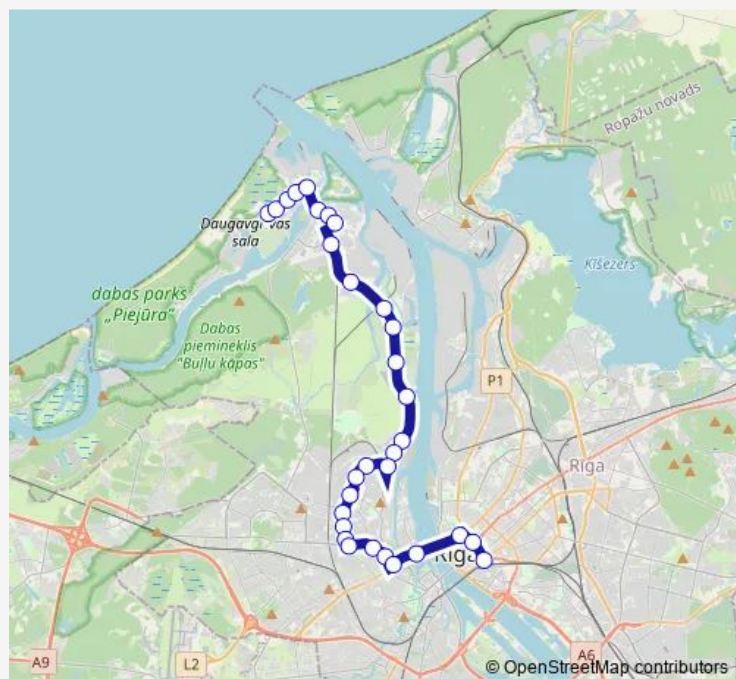 Ropažu novads
Daugavgrīvas
sala
Ķīšezers
dabas parks
„Piejūra”
Dabas
piemineklis
"Buļļu kāpas"
P1
Rīga
Rīga
A9
L2
A6
© OpenStreetMap contributors